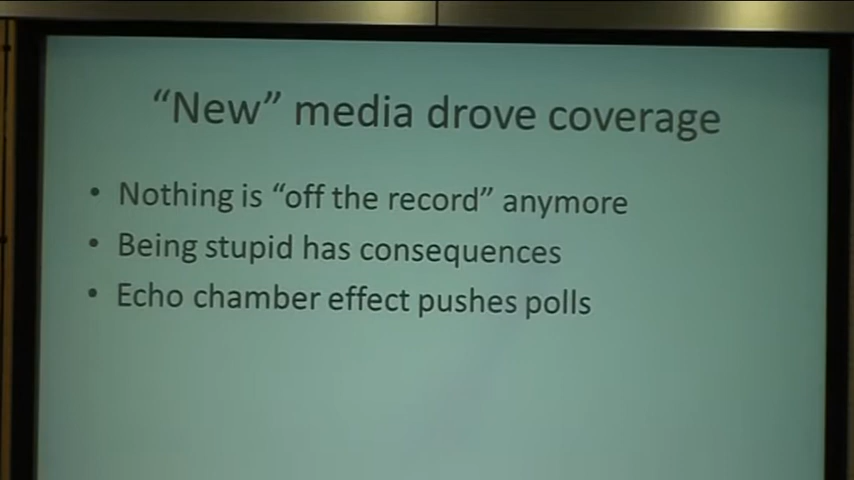 “New” media drove coverage
• Nothing is “off the record” anymore
• Being stupid has consequences
• Echo chamber effect pushes polls